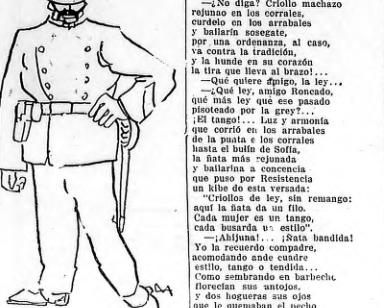 —¿No diga? Criollo machazo
rejunao en los corrales,
curdelo en los arrabales
y bailarín sosegate,
por una ordenanza, al caso,
va contra la tradición,
y la hunde en su corazón
la tira que lleva al brazo!...
—Qué quiere amigo, la ley...
—¿Qué ley, amigo Roncado,
qué más ley que ese pasado
pisoteado por la grey?...
¡El tango!... Luz y armonía
que corrió en los arrabales
de la puata e los corrales
hasta el bulín de Sofía,
la ñata más rejunada
y bailarina a concencia
que puso por Resistencia
un kibe do esta versada:
"Criollos de ley, sin remango:
aquí la ñata da un filo.
Cada mujer es un tango,
cada busarda un estilo".
—¡Ahijuna!... ¡Ñata bandida!
Yo la recuerdo compadre,
acomodando ande cuadre
estilo, tango o tendida...
Como sembrando en barbecho
florecían sus antojos,
y dos hogueras sus ojos
que le quemaban el pecho